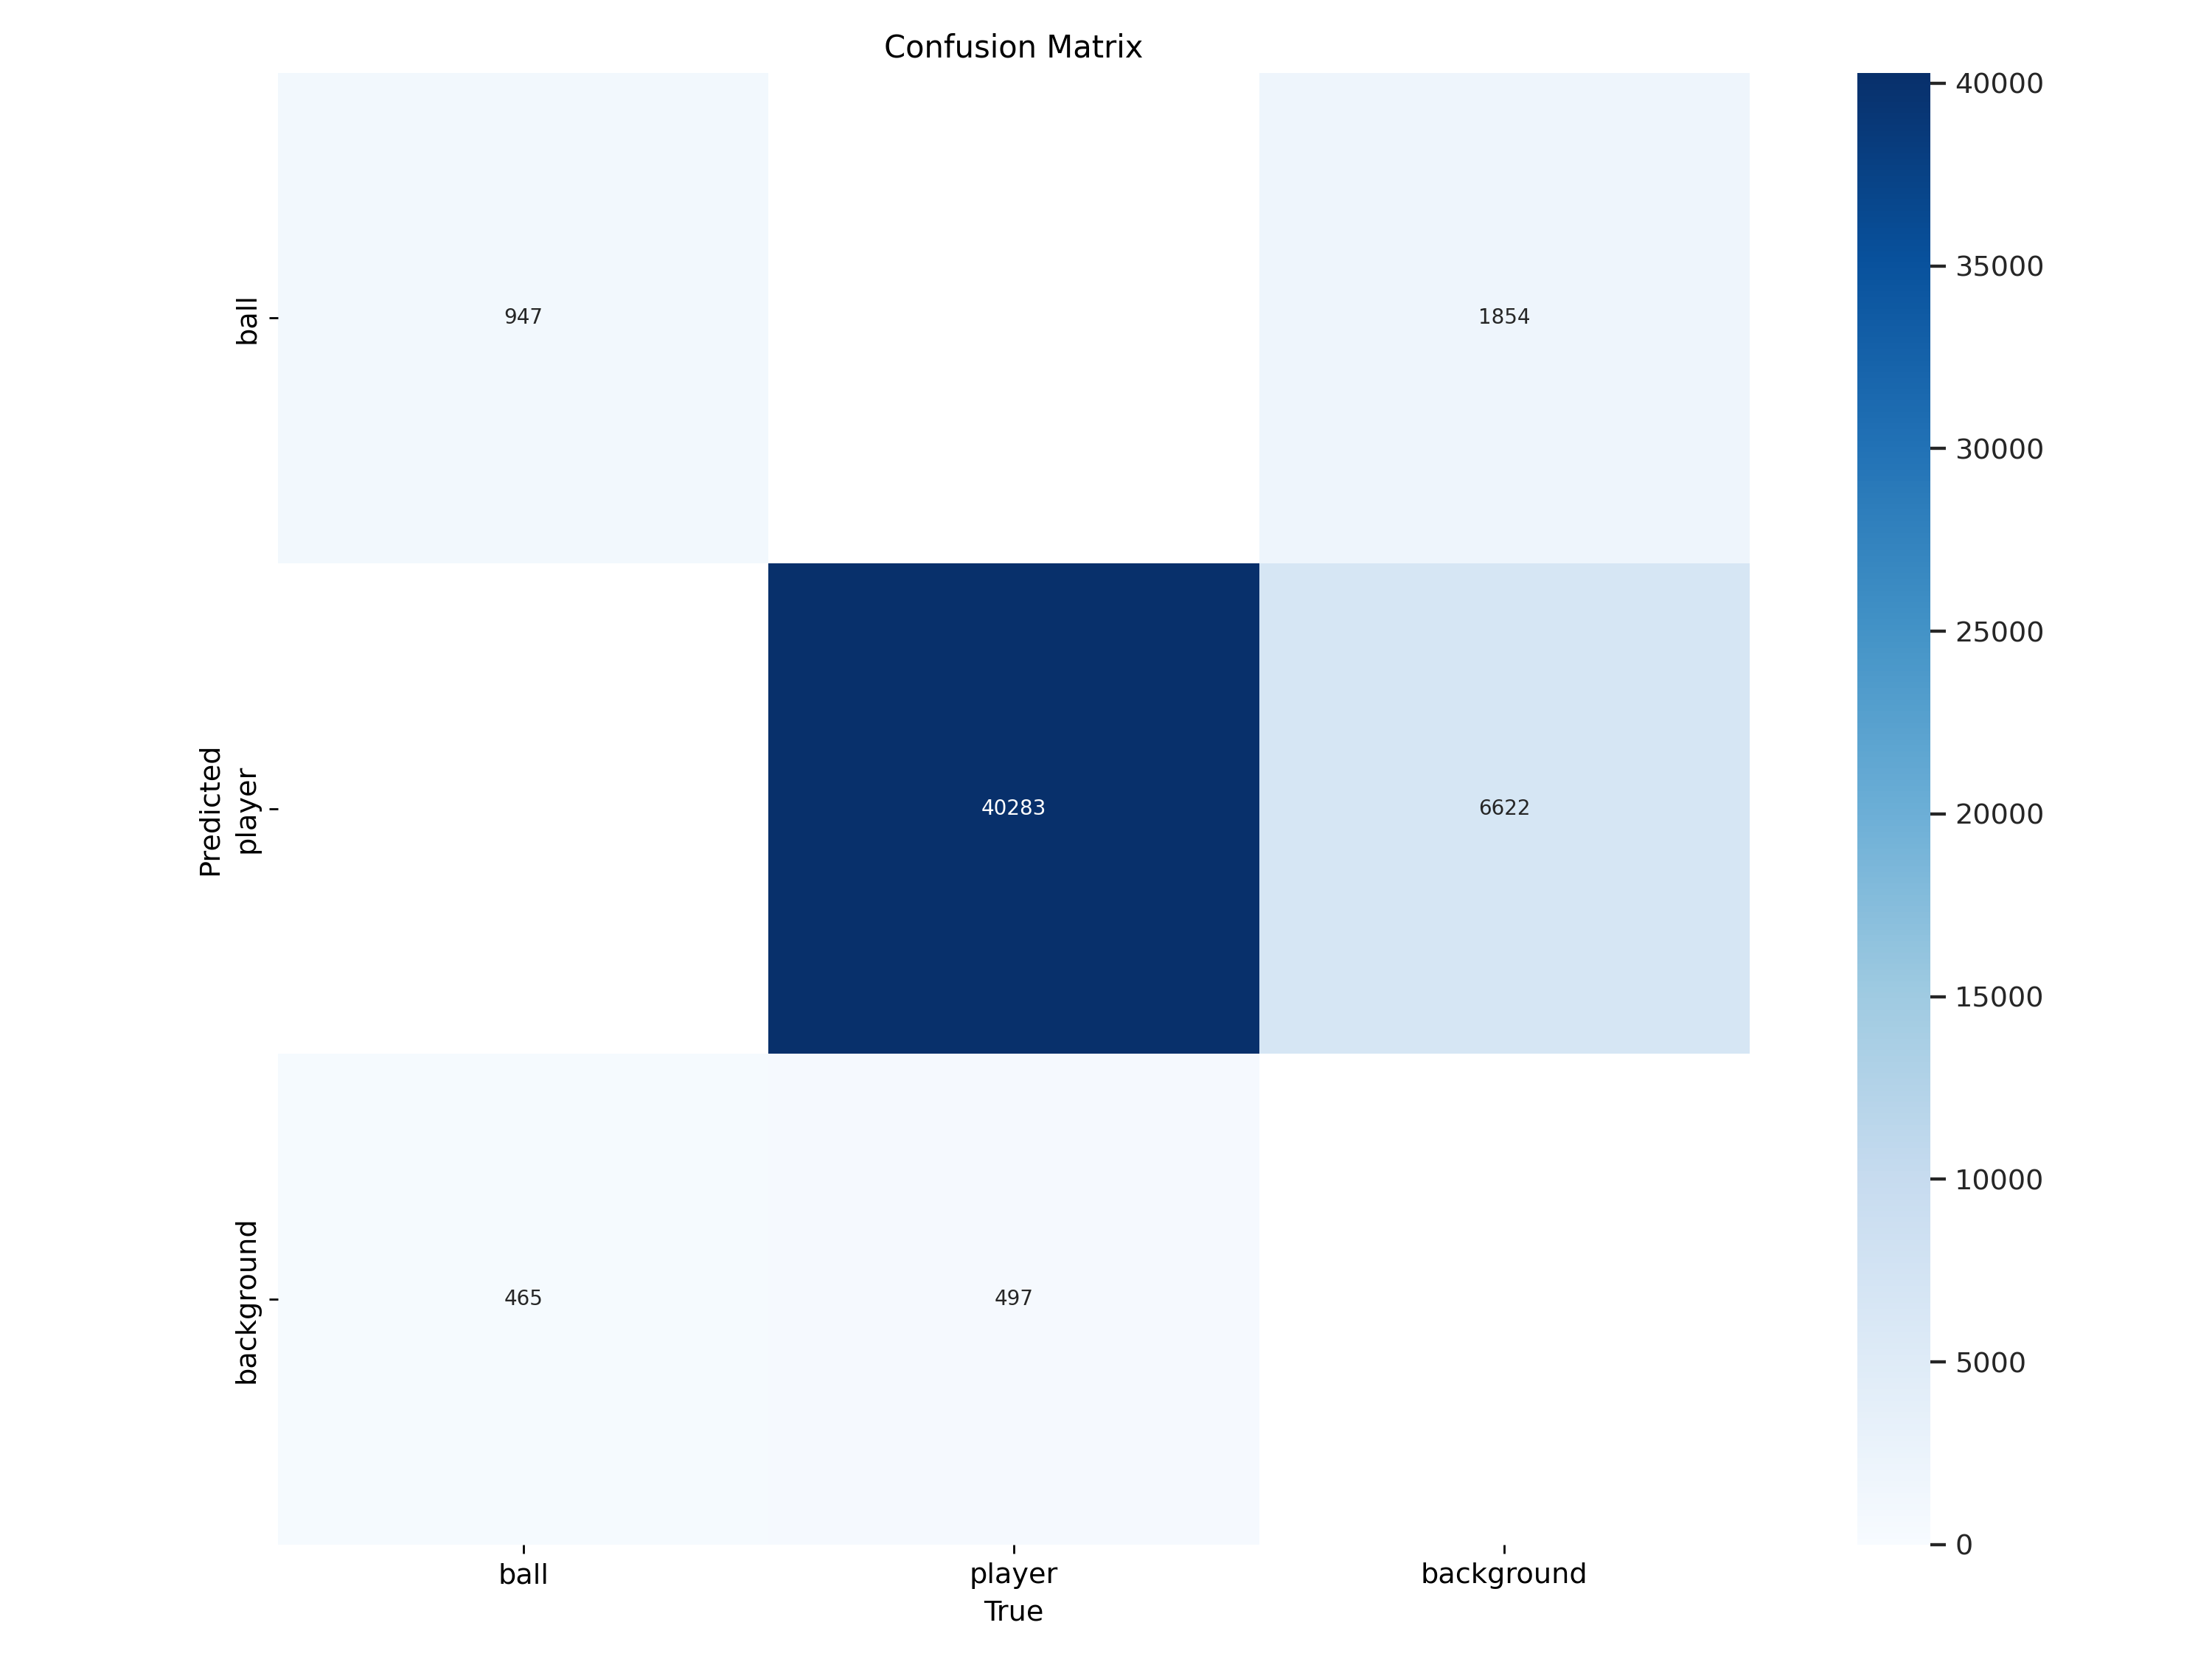 Confusion Matrix
ball
947
1854
Predicted
player
40283
6622
background
465
497
ball
player
background
True
40000
35000
30000
25000
20000
15000
10000
5000
0